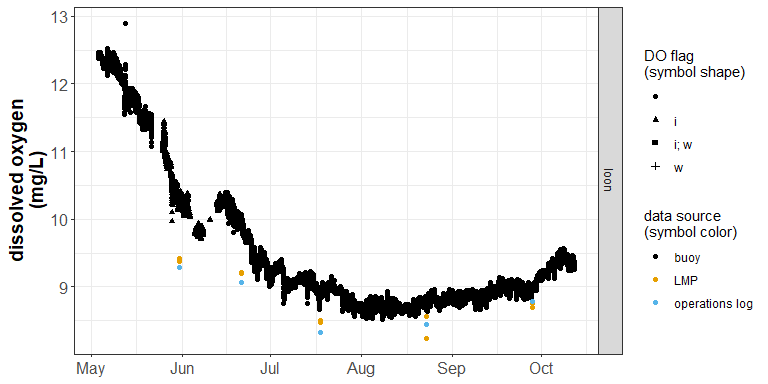 dissolved oxygen
(mg/L)
13
12
11
10
9
May
Jun
Jul
Aug
Sep
Oct
loon
DO flag
(symbol shape)
i
i; w
w
data source
(symbol color)
buoy
LMP
operations log